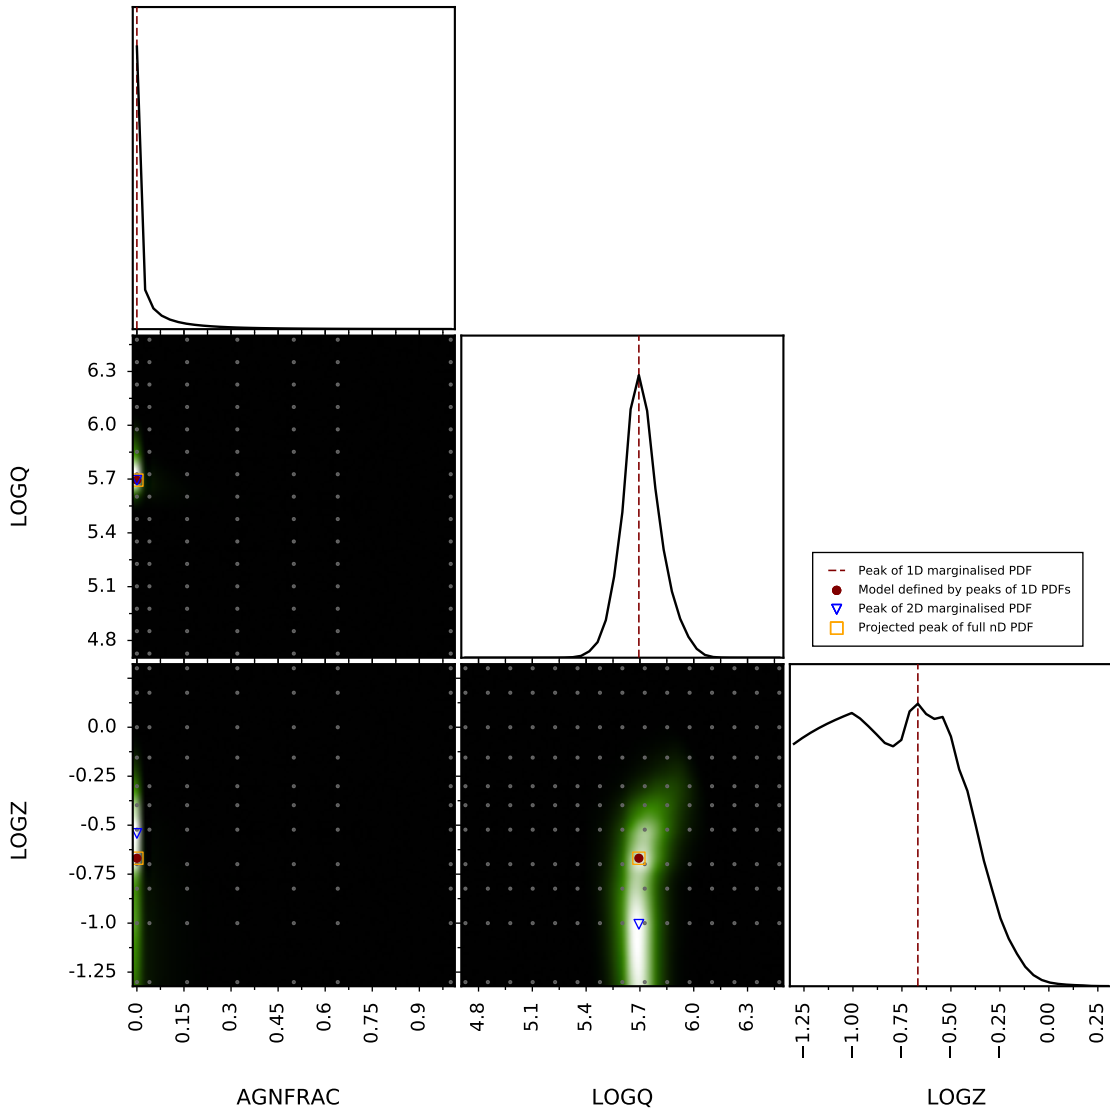 LOGQ
6.3
6.0
5.7
5.4
5.1
4.8
Peak of 1D marginalised PDF
Model defined by peaks of 1D PDFs
Peak of 2D marginalised PDF
Projected peak of full nD PDF
LOGZ
0.0
-0.25
-0.5
-0.75
-1.0
-1.25
0.0 0.15 0.3 0.45 0.6 0.75 0.9
4.8 5.1 5.4 5.7 6.0 6.3
−1.25 −1.00 −0.75 −0.50 −0.25 0.00 0.25
AGNFRAC LOGQ LOGZ